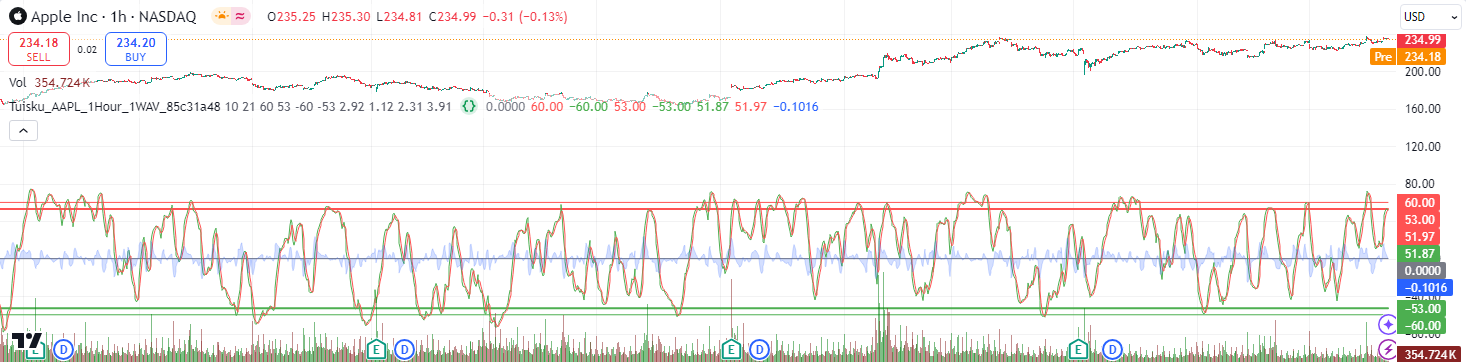 Apple Inc · 1h · NASDAQ O235.25 H235.30 L234.81 C234.99 −0.31 (−0.13%) USD
234.18 SELL 0.02 234.20 BUY
234.99
Pre 234.18
Vol 354.724K
200.00
Tuisku_AAPL_1Hour_1WAV_85c31a48 10 21 60 53 -60 -53 2.92 1.12 2.31 3.91 {} 0.0000 60.00 −60.00 53.00 −53.00 51.87 51.97 −0.1016
160.00
120.00
80.00
60.00
53.00
51.97
51.87
0.0000
−0.1016
−53.00
−60.00
E D E D E D E D
354.724K